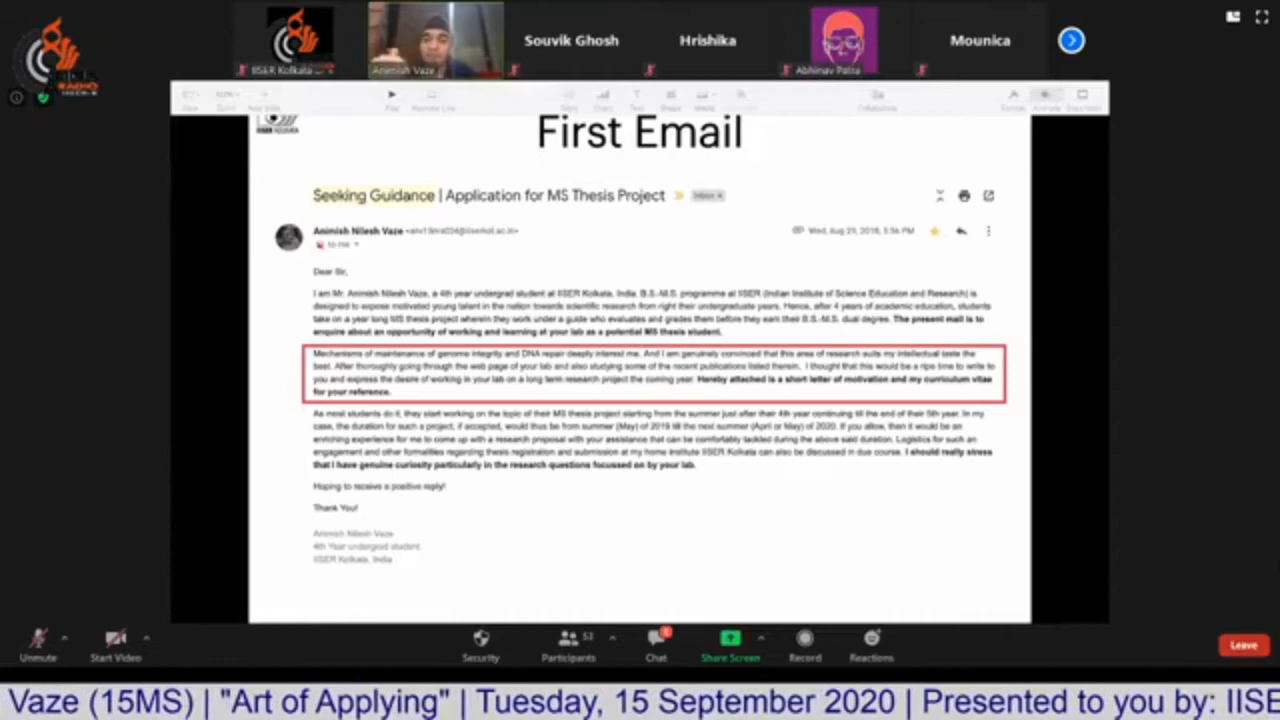 IISER Kolkata ...
Animish Vaze
Souvik Ghosh
Hrishika
Abhinav Patra
Mounica
RADIO
First Email
Seeking Guidance | Application for MS Thesis Project
Inbox x
Animish Nilesh Vaze
Wed, Aug 29, 2018, 5:56 PM
to me
Dear Sir,
I am Mr. Animish Nilesh Vaze, a 4th year undergrad student at IISER Kolkata, India. B.S.-M.S. programme at IISER (Indian Institute of Science Education and Research) is
designed to expose motivated young talent in the nation towards scientific research from right their undergraduate years. Hence, after 4 years of academic education, students
take on a year long MS thesis project wherein they work under a guide who evaluates and grades them before they earn their B.S.-M.S. dual degree. The present mail is to
enquire about an opportunity of working and learning at your lab as a potential MS thesis student.
Mechanisms of maintenance of genome integrity and DNA repair deeply interest me. And I am genuinely convinced that this area of research suits my intellectual taste the
best. After thoroughly going through the web page of your lab and also studying some of the recent publications listed therein, I thought that this would be a ripe time to write to
you and express the desire of working in your lab on a long term research project the coming year. Hereby attached is a short letter of motivation and my curriculum vitae
for your reference.
As most students do it, they start working on the topic of their MS thesis project starting from the summer just after their 4th year continuing till the end of their 5th year. In my
case, the duration for such a project, if accepted, would thus be from summer (May) of 2019 till the next summer (April or May) of 2020. If you allow, then it would be an
enriching experience for me to come up with a research proposal with your assistance that can be comfortably tackled during the above said duration. Logistics for such an
engagement and other formalities regarding thesis registration and submission at my home institute IISER Kolkata can also be discussed in due course. I should really stress
that I have genuine curiosity particularly in the research questions focussed on by your lab.
Hoping to receive a positive reply!
Thank You!
Animish Nilesh Vaze
4th Year undergrad student
IISER Kolkata, India
Unmute
Start Video
Security
Participants
53
Chat
Share Screen
Record
Reactions
Leave
Vaze (15MS) | "Art of Applying" | Tuesday, 15 September 2020 | Presented to you by: IISE